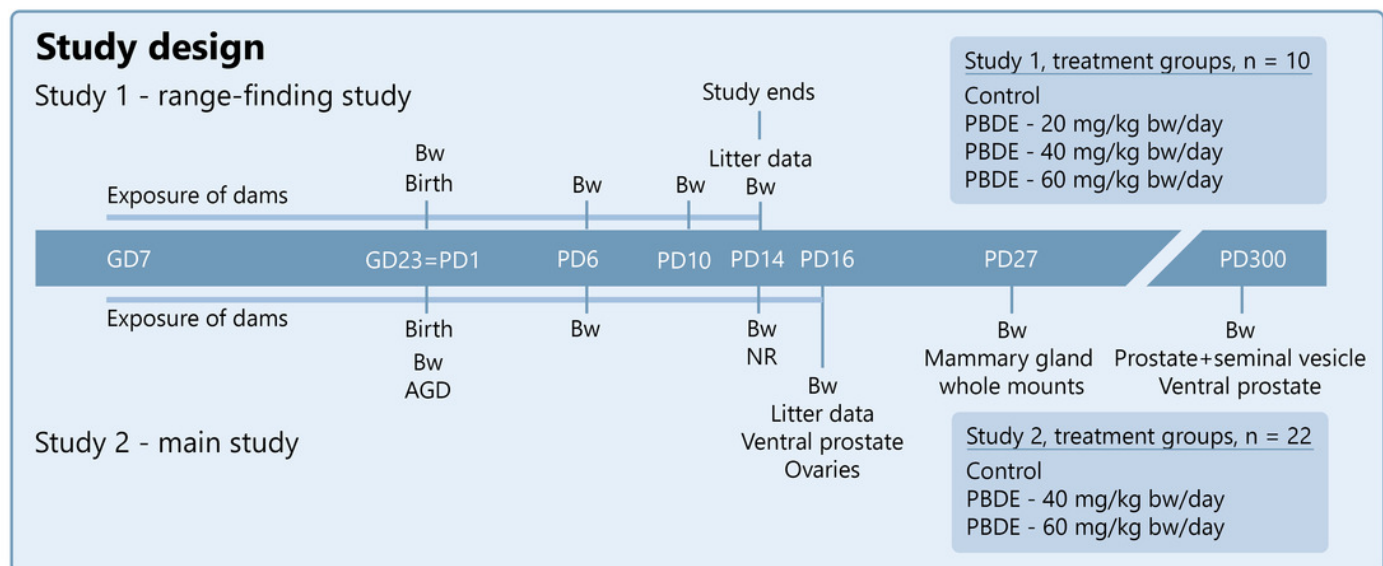 Study design
Study 1 - range-finding study
Study 1, treatment groups, n = 10
Control
PBDE - 20 mg/kg bw/day
PBDE - 40 mg/kg bw/day
PBDE - 60 mg/kg bw/day
Study ends
Litter data
Exposure of dams
Bw
Birth
Bw
Bw
Bw
GD7
GD23=PD1
PD6
PD10
PD14
PD16
PD27
PD300
Exposure of dams
Birth
Bw
AGD
Bw
Bw
NR
Bw
Litter data
Ventral prostate
Ovaries
Bw
Mammary gland
whole mounts
Bw
Prostate+seminal vesicle
Ventral prostate
Study 2 - main study
Study 2, treatment groups, n = 22
Control
PBDE - 40 mg/kg bw/day
PBDE - 60 mg/kg bw/day